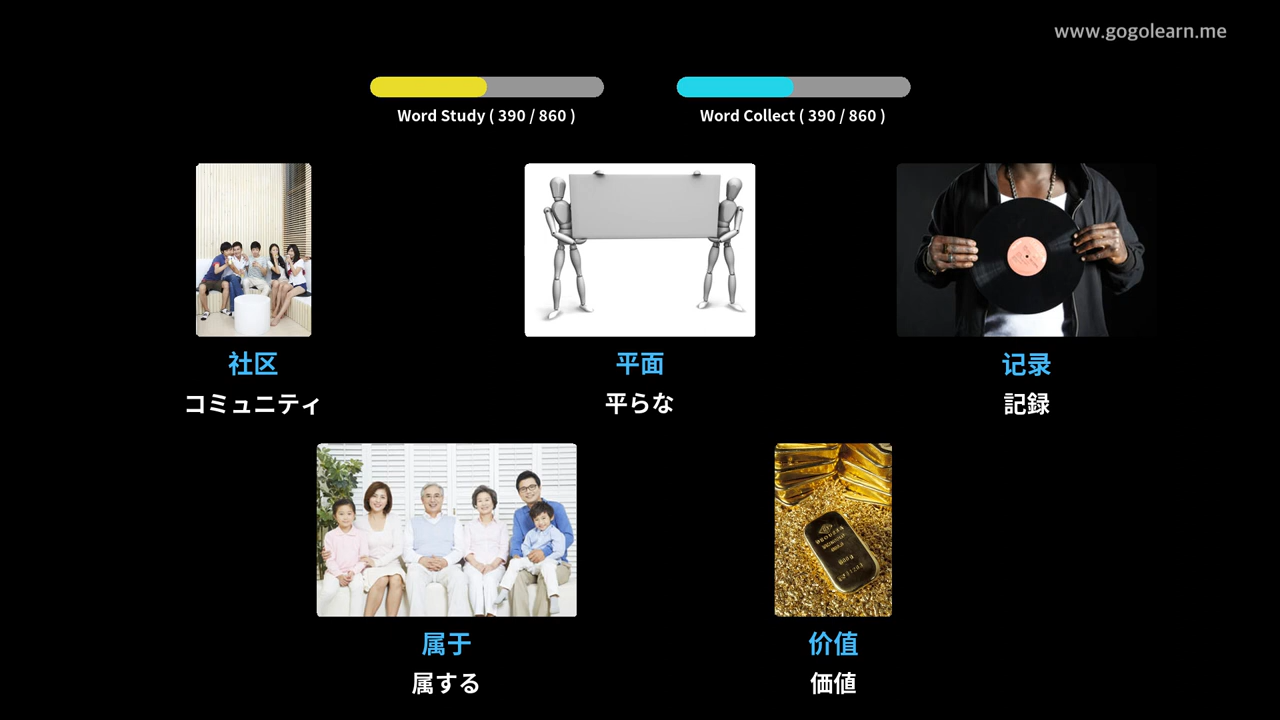 www.gogolearn.me
Word Study ( 390 / 860 )
Word Collect ( 390 / 860 )
社区
コミュニティ
平面
平らな
记录
記録
属于
属する
价值
価値